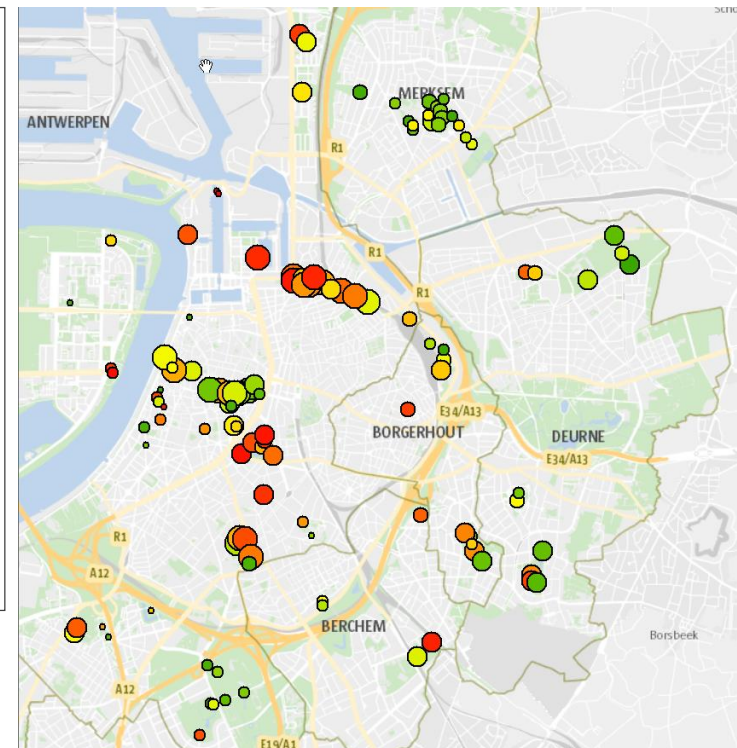 MERKSEM
ANTWERPEN
R1
R1
R1
E34/A13
BORGERHOUT
DEURNE
E34/A13
R1
A12
BERCHEM
Borsbeek
A12
E19/A1